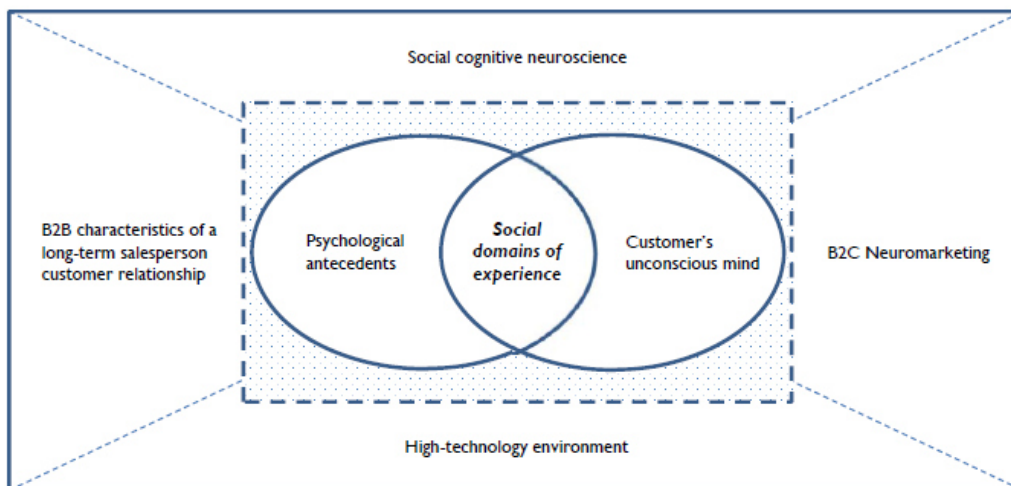 Social cognitive neuroscience
B2B characteristics of a
long-term salesperson
customer relationship
Psychological
antecedents
Social
domains of
experience
Customer's
unconscious mind
B2C Neuromarketing
High-technology environment